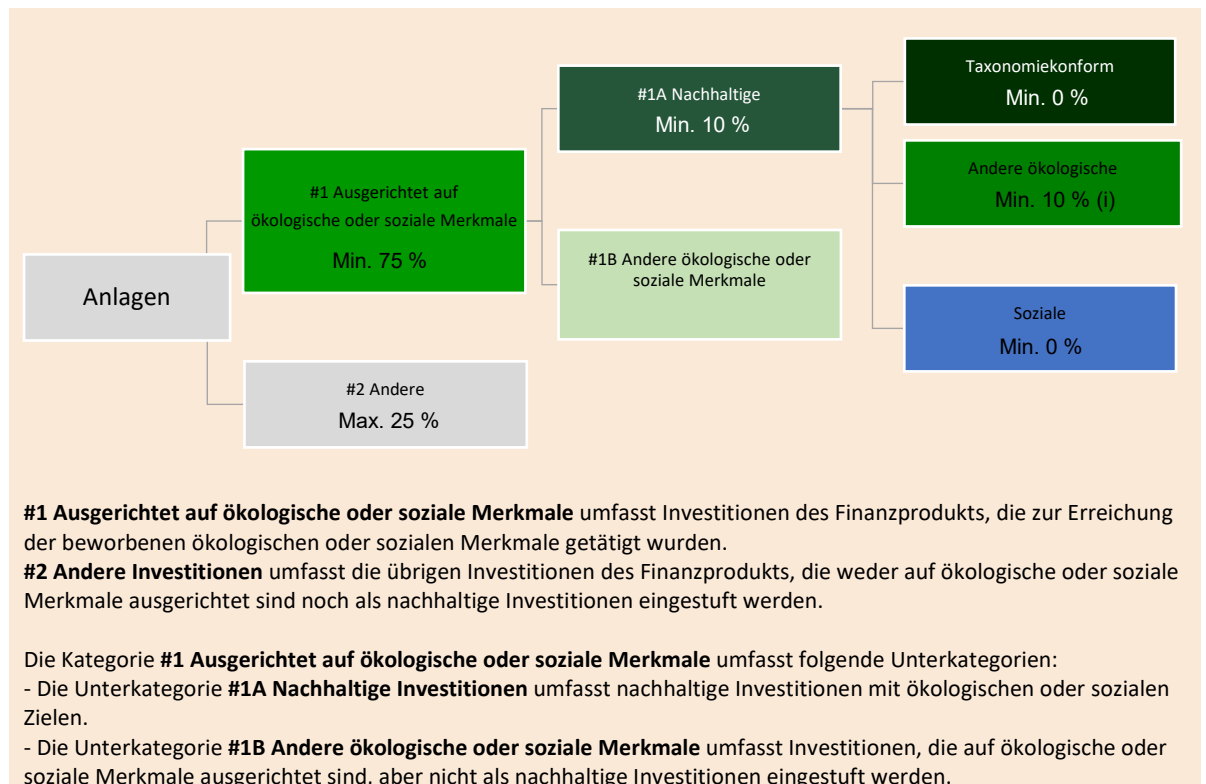 Anlagen
#1 Ausgerichtet auf
ökologische oder soziale Merkmale
Min. 75 %
#2 Andere
Max. 25 %
#1A Nachhaltige
Min. 10 %
#1B Andere ökologische oder
soziale Merkmale
Taxonomiekonform
Min. 0 %
Andere ökologische
Min. 10 % (i)
Soziale
Min. 0 %
#1 Ausgerichtet auf ökologische oder soziale Merkmale umfasst Investitionen des Finanzprodukts, die zur Erreichung
der beworbenen ökologischen oder sozialen Merkmale getätigt wurden.
#2 Andere Investitionen umfasst die übrigen Investitionen des Finanzprodukts, die weder auf ökologische oder soziale
Merkmale ausgerichtet sind noch als nachhaltige Investitionen eingestuft werden.
Die Kategorie #1 Ausgerichtet auf ökologische oder soziale Merkmale umfasst folgende Unterkategorien:
- Die Unterkategorie #1A Nachhaltige Investitionen umfasst nachhaltige Investitionen mit ökologischen oder sozialen
Zielen.
- Die Unterkategorie #1B Andere ökologische oder soziale Merkmale umfasst Investitionen, die auf ökologische oder
soziale Merkmale ausgerichtet sind, aber nicht als nachhaltige Investitionen eingestuft werden.